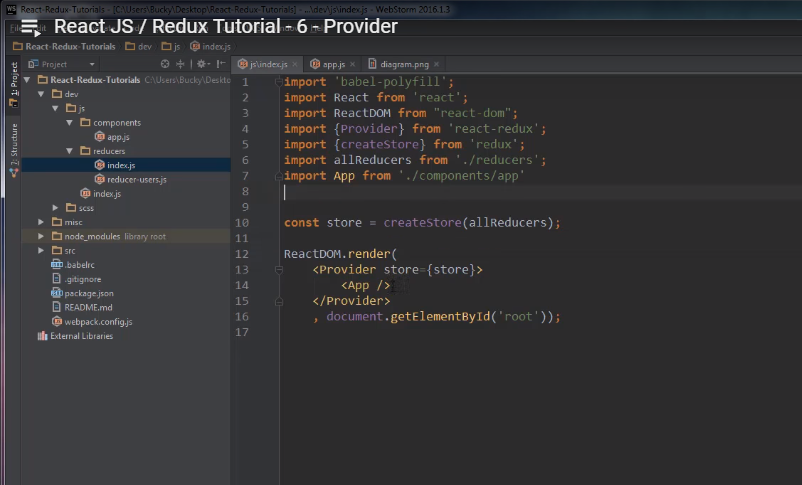 React-Redux-Tutorials - [C:\Users\Bucky\Desktop\React-Redux-Tutorials] - ...\dev\js\index.js - WebStorm 2016.1.3
React JS / Redux Tutorial - 6 - Provider
React-Redux-Tutorials dev js index.js
Project
js\index.js
app.js
diagram.png
1: Project
7: Structure
React-Redux-Tutorials C:\Users\Bucky\Deskto
dev
js
components
app.js
reducers
index.js
reducer-users.js
index.js
scss
misc
node_modules library root
src
.babelrc
.gitignore
package.json
README.md
webpack.config.js
External Libraries
1 import 'babel-polyfill';
2 import React from 'react';
3 import ReactDOM from "react-dom";
4 import {Provider} from 'react-redux';
5 import {createStore} from 'redux';
6 import allReducers from './reducers';
7 import App from './components/app'
8
9
10 const store = createStore(allReducers);
11
12 ReactDOM.render(
13 <Provider store={store}>
14 <App />
15 </Provider>
16 , document.getElementById('root'));
17